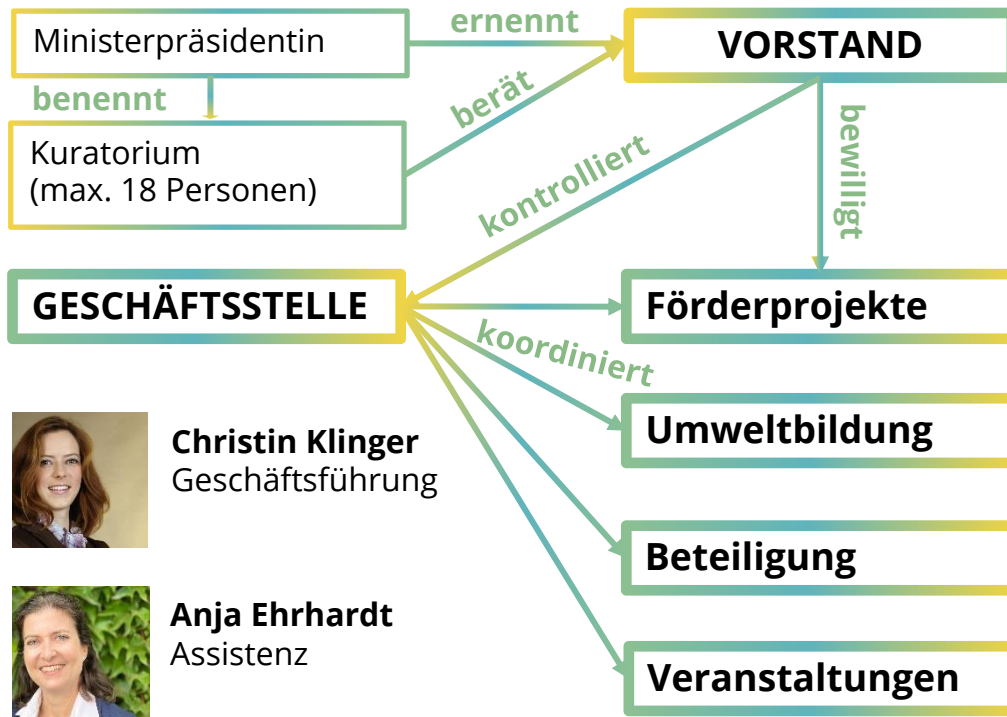 Ministerpräsidentin
ernennt
VORSTAND
benennt
berät
Kuratorium
(max. 18 Personen)
kontrolliert
bewilligt
GESCHÄFTSSTELLE
Förderprojekte
koordiniert
Umweltbildung
Christin Klinger
Geschäftsführung
Beteiligung
Anja Ehrhardt
Assistenz
Veranstaltungen